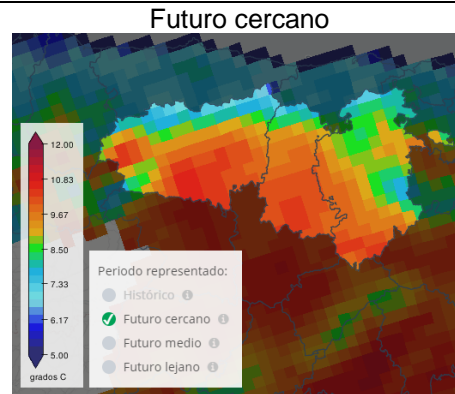 Futuro cercano
12.00
10.83
9.67
8.50
7.33
6.17
5.00
grados C
Periodo representado:
Histórico
Futuro cercano
Futuro medio
Futuro lejano